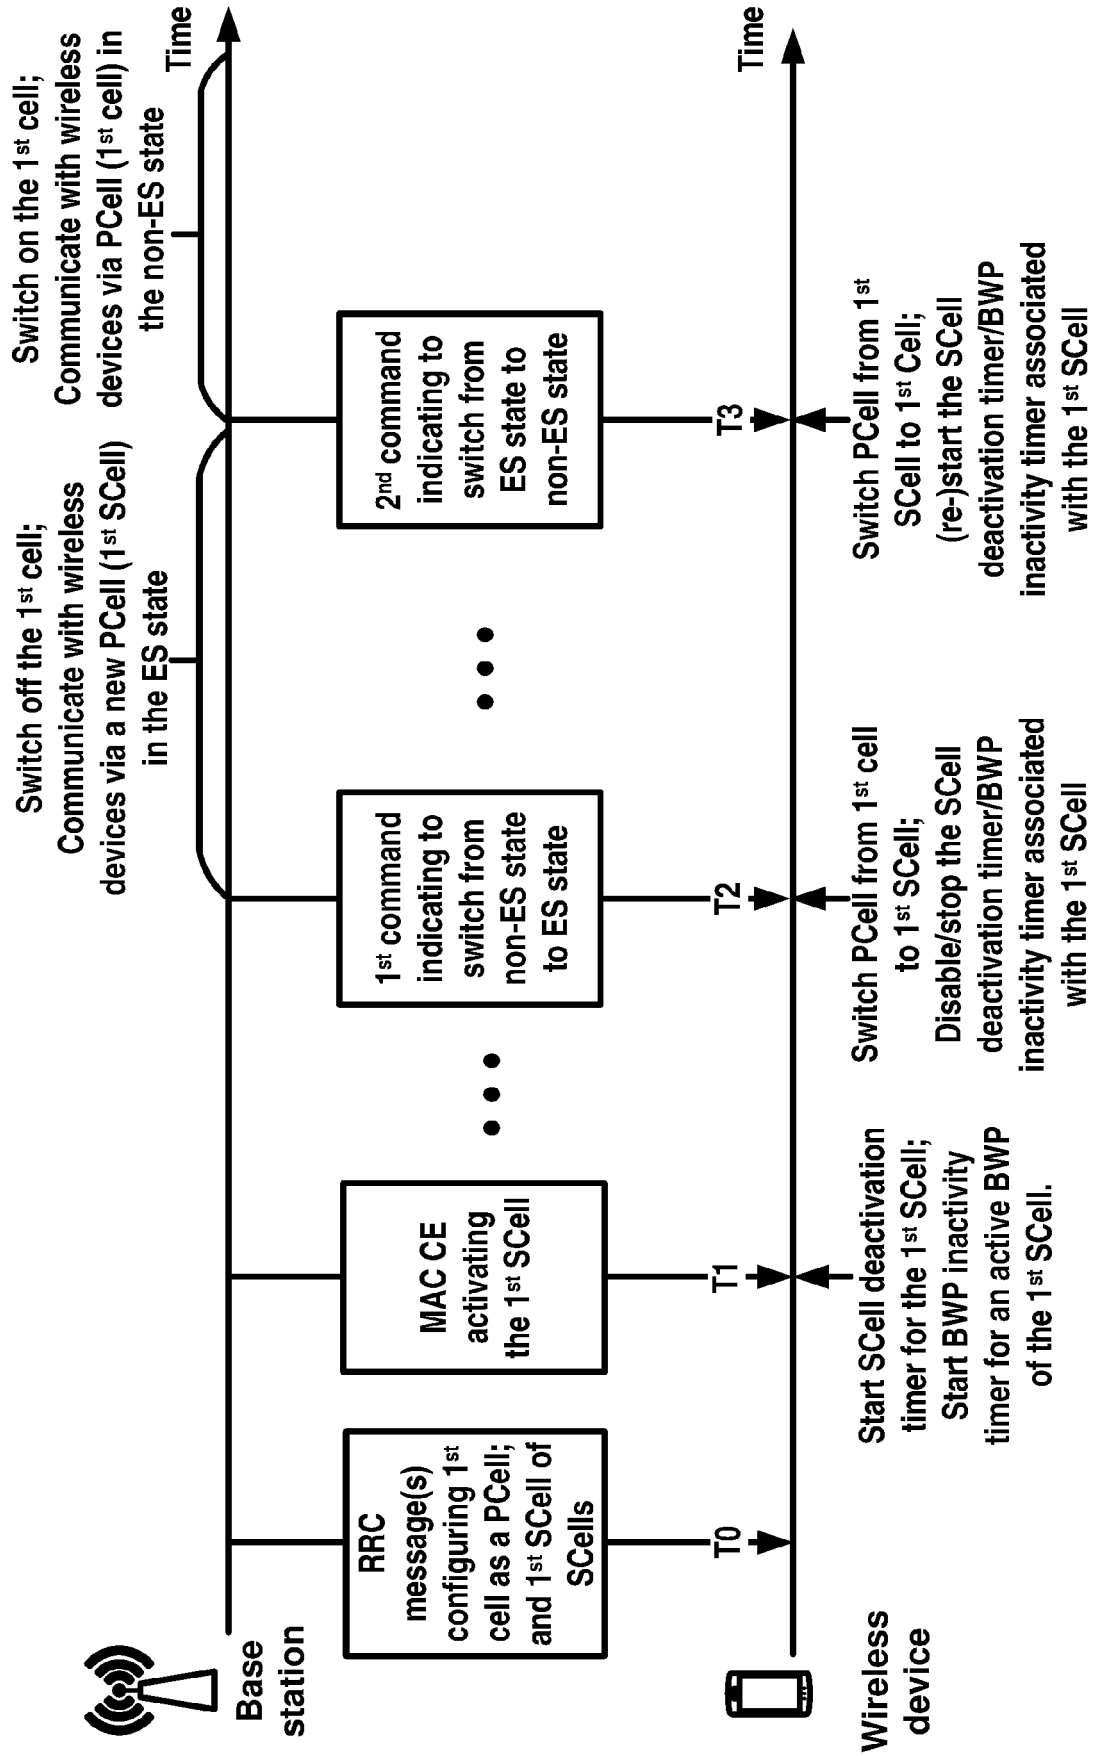 Switch off the 1st cell;
Communicate with wireless
devices via a new PCell (1st SCell)
in the ES state
Switch on the 1st cell;
Communicate with wireless
devices via PCell (1st cell) in
the non-ES state
Base
station
Time
RRC
message(s)
configuring 1st
cell as a PCell;
and 1st SCell of
SCells
MAC CE
activating
the 1st SCell
1st command
indicating to
switch from
non-ES state
to ES state
2nd command
indicating to
switch from
ES state to
non-ES state
T0
T1
T2
T3
Time
Wireless
device
Start SCell deactivation
timer for the 1st SCell;
Start BWP inactivity
timer for an active BWP
of the 1st SCell.
Switch PCell from 1st cell
to 1st SCell;
Disable/stop the SCell
deactivation timer/BWP
inactivity timer associated
with the 1st SCell
Switch PCell from 1st
SCell to 1st Cell;
(re-)start the SCell
deactivation timer/BWP
inactivity timer associated
with the 1st SCell